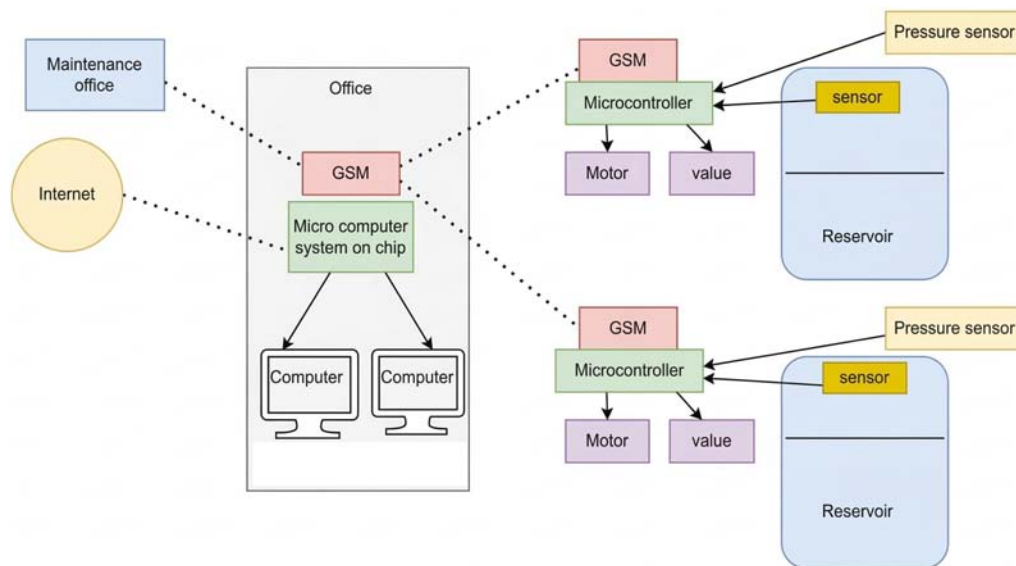 Maintenance
office
Internet
Office
GSM
Micro computer
system on chip
Computer
Computer
GSM
Microcontroller
Motor
value
Pressure sensor
sensor
Reservoir
GSM
Microcontroller
Motor
value
Pressure sensor
sensor
Reservoir